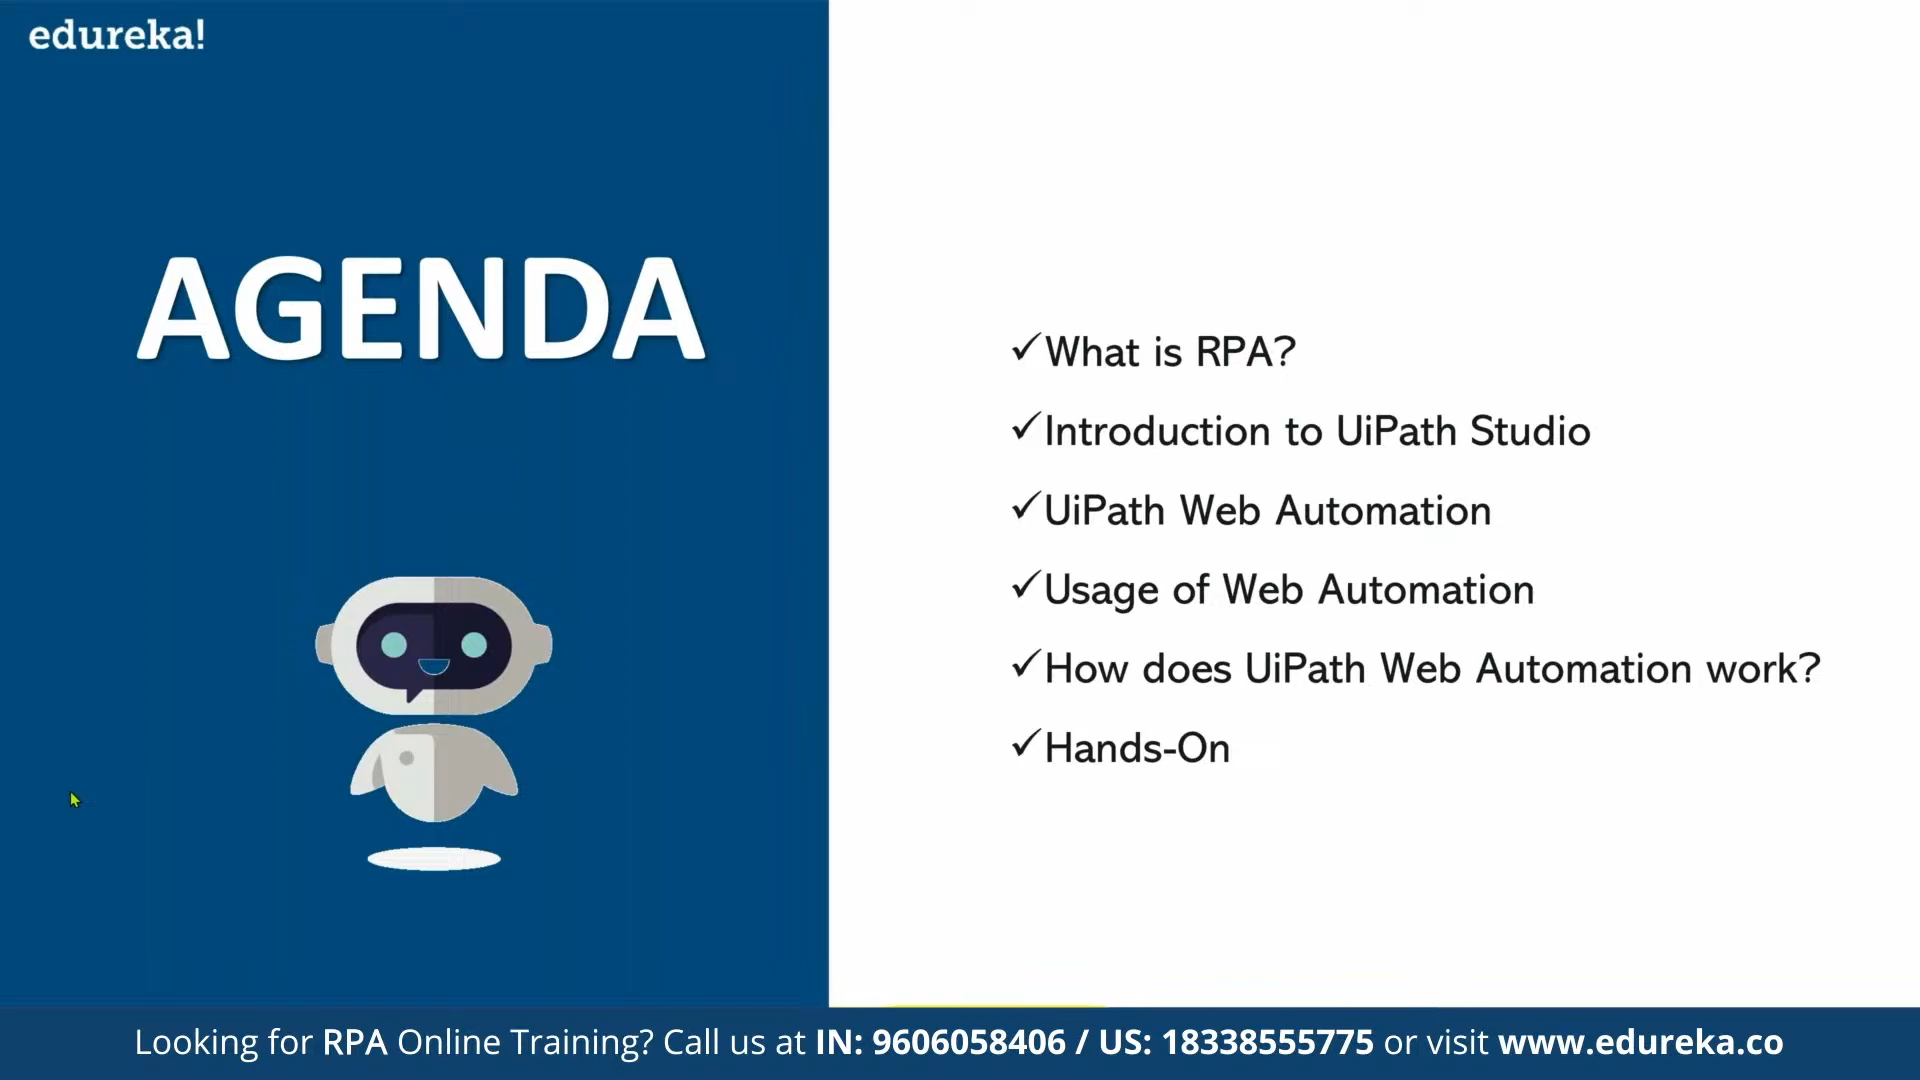 edureka!
AGENDA
✓What is RPA?
✓Introduction to UiPath Studio
✓UiPath Web Automation
✓Usage of Web Automation
✓How does UiPath Web Automation work?
✓Hands-On
Looking for RPA Online Training? Call us at IN: 9606058406 / US: 18338555775 or visit www.edureka.co